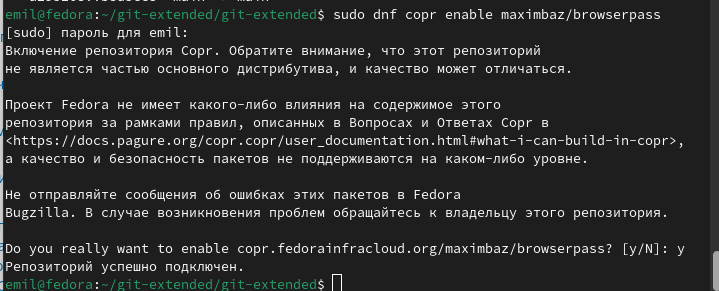 emil@fedora:~/git-extended/git-extended$ sudo dnf copr enable maximbaz/browserpass
[sudo] пароль для emil:
Включение репозитория Copr. Обратите внимание, что этот репозиторий
не является частью основного дистрибутива, и качество может отличаться.

Проект Fedora не имеет какого-либо влияния на содержимое этого
репозитория за рамками правил, описанных в Вопросах и Ответах Copr в
<https://docs.pagure.org/copr.copr/user_documentation.html#what-i-can-build-in-copr>,
а качество и безопасность пакетов не поддерживаются на каком-либо уровне.

Не отправляйте сообщения об ошибках этих пакетов в Fedora
Bugzilla. В случае возникновения проблем обращайтесь к владельцу этого репозитория.

Do you really want to enable copr.fedorainfracloud.org/maximbaz/browserpass? [y/N]: y
Репозиторий успешно подключен.
emil@fedora:~/git-extended/git-extended$